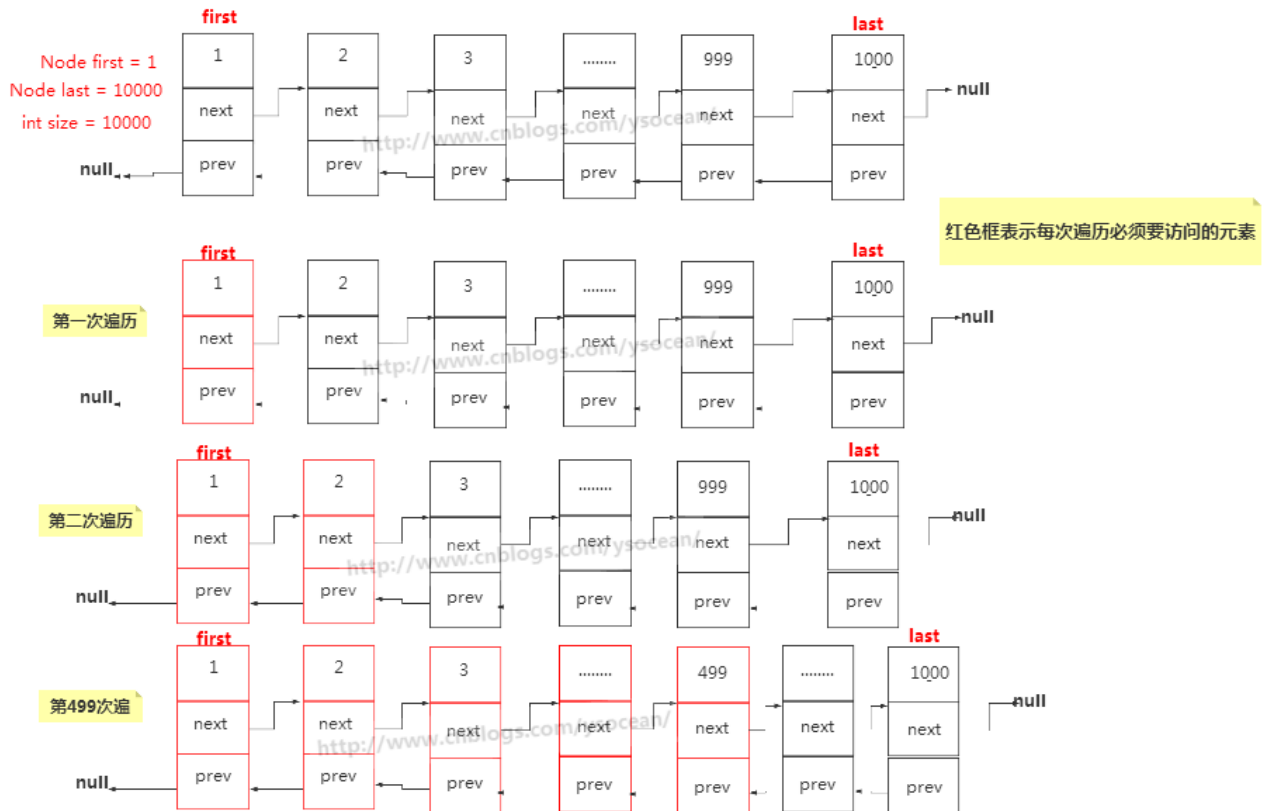 first
last
Node first = 1
Node last = 10000
int size = 10000
1 2 3 ........ 999 1000
next next next next next next
null
null
prev prev prev prev prev prev
http://www.cnblogs.com/ysocean/
红色框表示每次遍历必须要访问的元素
first
last
第一次遍历
1 2 3 ........ 999 1000
next next next next next next
null
null
prev prev prev prev prev prev
http://www.cnblogs.com/ysocean/
first
last
第二次遍历
1 2 3 ........ 999 1000
next next next next next next
null
null
prev prev prev prev prev prev
http://www.cnblogs.com/ysocean/
first
last
第499次遍
1 2 3 ........ 499 ........ 1000
next next next next next next next
null
null
prev prev prev prev prev prev prev
http://www.cnblogs.com/ysocean/